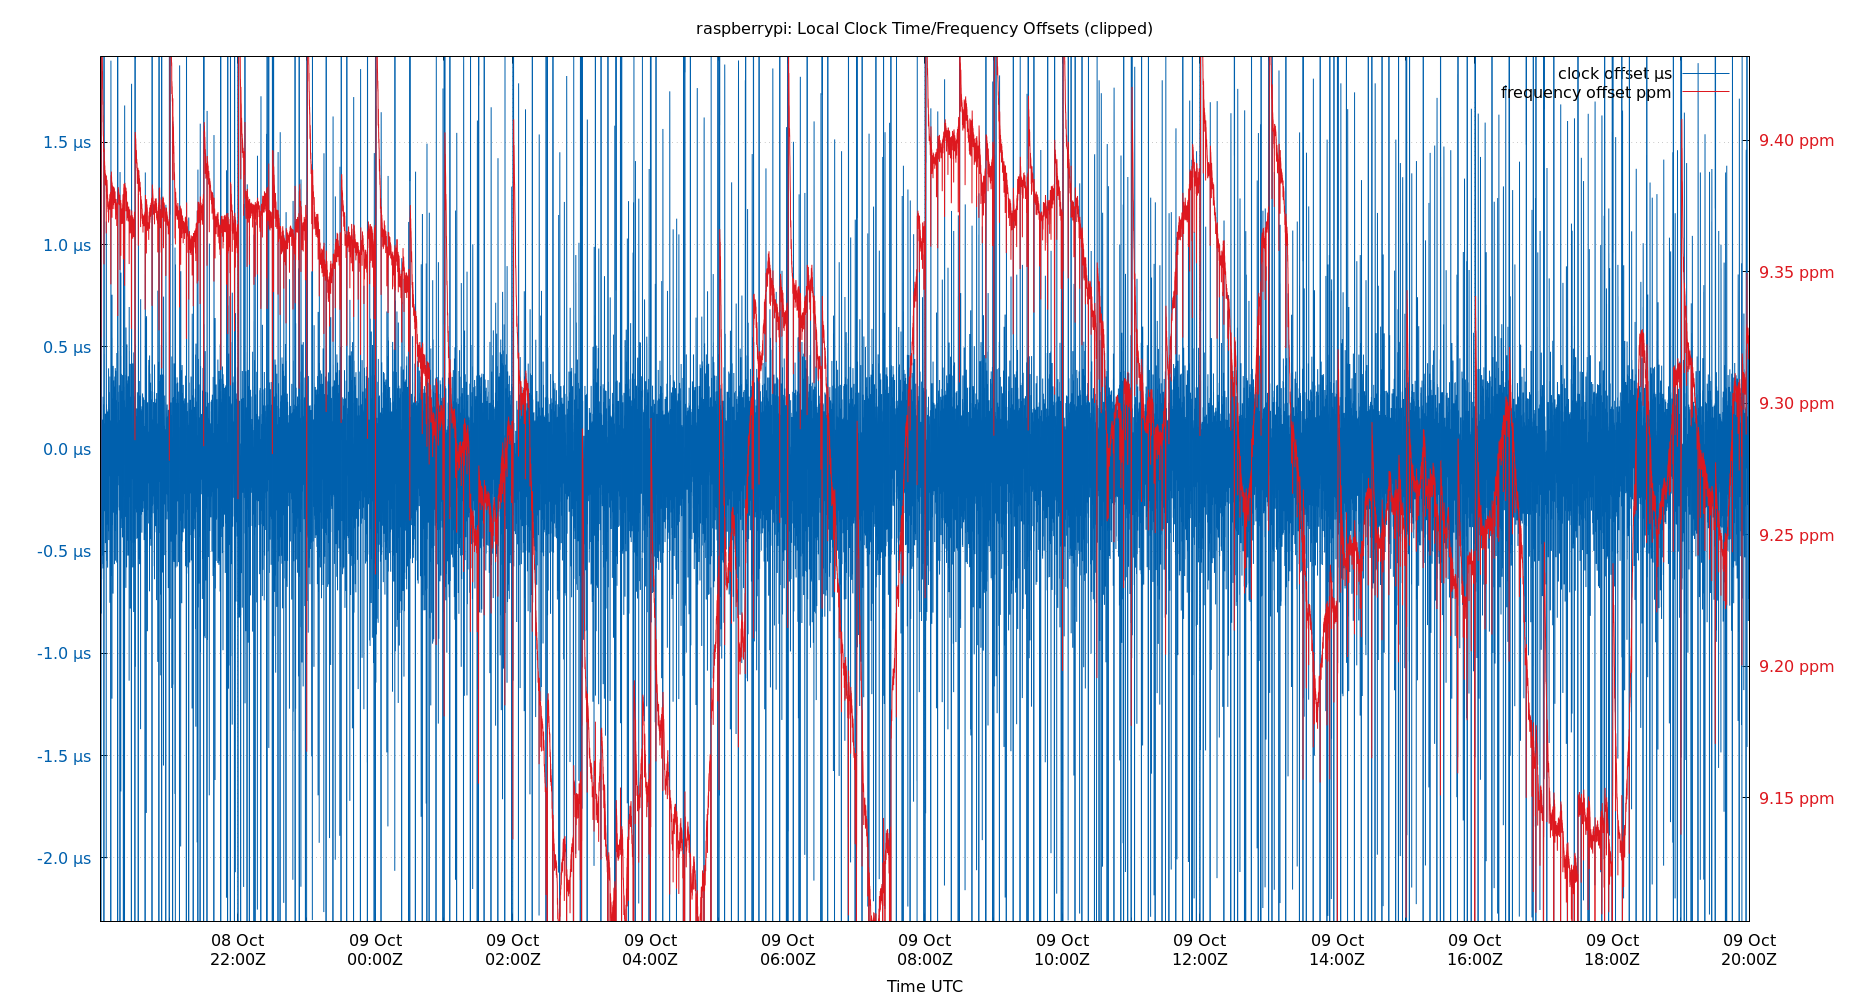 raspberrypi: Local Clock Time/Frequency Offsets (clipped)
clock offset µs
frequency offset ppm
1.5 µs
1.0 µs
0.5 µs
0.0 µs
-0.5 µs
-1.0 µs
-1.5 µs
-2.0 µs
9.40 ppm
9.35 ppm
9.30 ppm
9.25 ppm
9.20 ppm
9.15 ppm
08 Oct 22:00Z
09 Oct 00:00Z
09 Oct 02:00Z
09 Oct 04:00Z
09 Oct 06:00Z
09 Oct 08:00Z
09 Oct 10:00Z
09 Oct 12:00Z
09 Oct 14:00Z
09 Oct 16:00Z
09 Oct 18:00Z
09 Oct 20:00Z
Time UTC